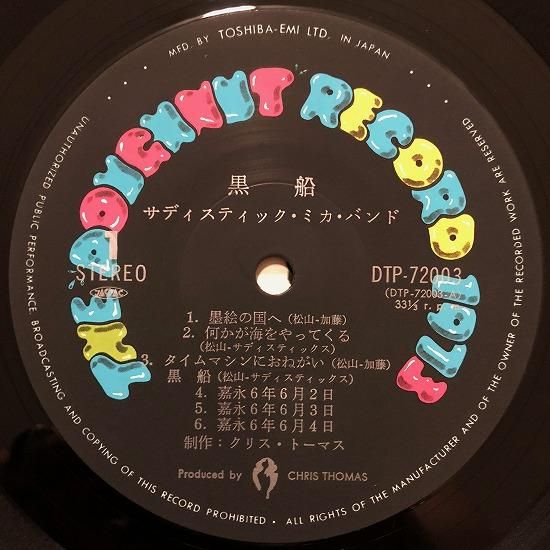 MFD. BY TOSHIBA-EMI LTD. IN JAPAN
UNAUTHORIZED PUBLIC PERFORMANCE, BROADCASTING AND COPYING OF THIS RECORD PROHIBITED • ALL RIGHTS OF THE MANUFACTURER AND OF THE OWNER OF THE RECORDED WORK ARE RESERVED
黒 船
サディスティック・ミカ・バンド
1
STEREO
DTP-72003
33⅓ r. p.
1. 墨絵の国へ (松山-加藤)
2. 何かが海をやってくる
(松山-サディスティックス)
3. タイムマシンにおねがい (松山-加藤)
黒 船 (松山-サディスティックス)
4. 嘉永6年6月2日
5. 嘉永6年6月3日
6. 嘉永6年6月4日
制作:クリス・トーマス
Produced by CHRIS THOMAS